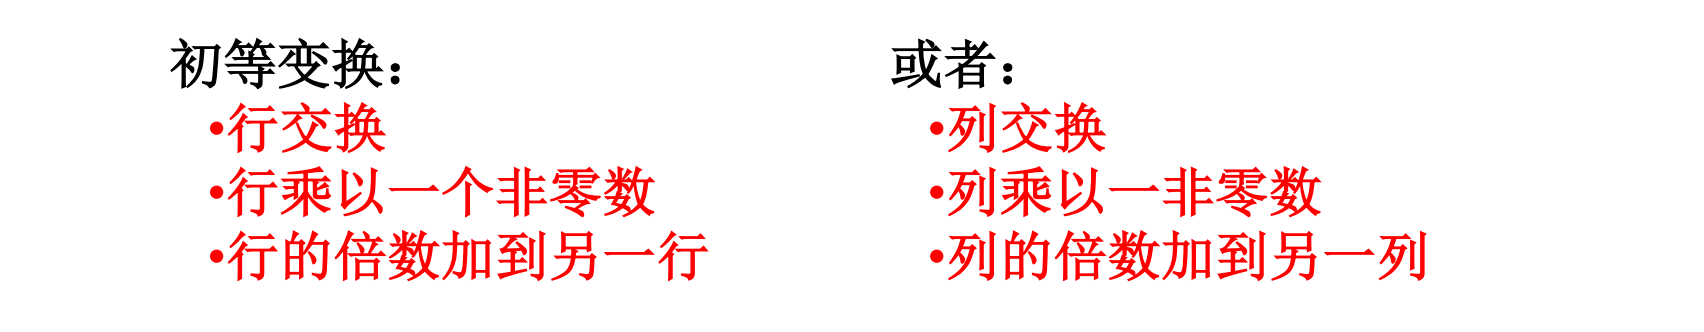 初等变换：
•行交换
•行乘以一个非零数
•行的倍数加到另一行
或者：
•列交换
•列乘以一非零数
•列的倍数加到另一列